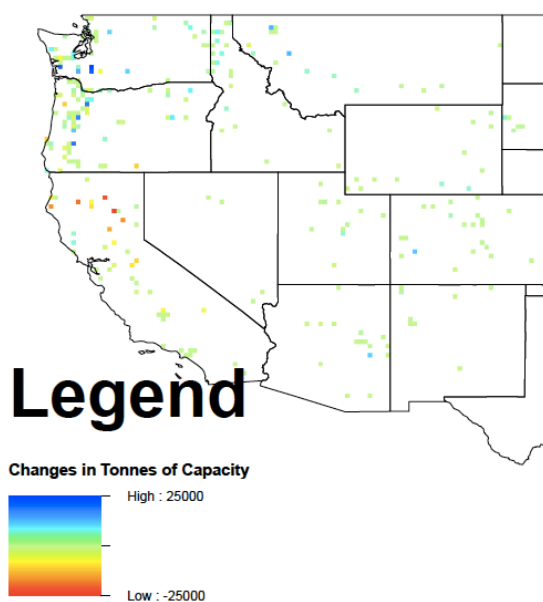 Legend
Changes in Tonnes of Capacity
High : 25000
Low : -25000